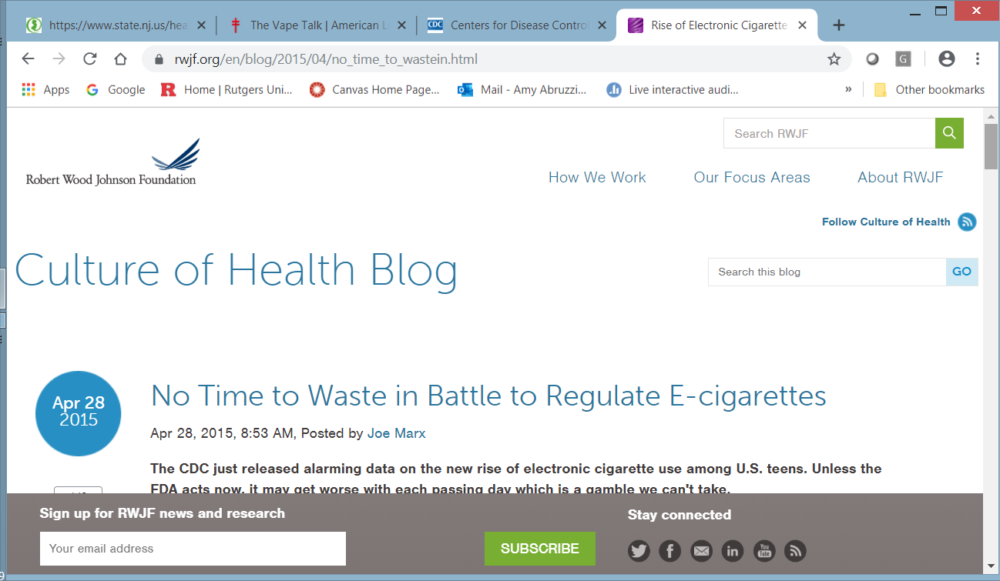 https://www.state.nj.us/hea
The Vape Talk | American L
Centers for Disease Control
Rise of Electronic Cigarette
rwjf.org/en/blog/2015/04/no_time_to_wastein.html
G
Apps
Google
Home | Rutgers Uni...
Canvas Home Page...
Mail - Amy Abruzzi...
Live interactive audi...
»
Other bookmarks
Search RWJF
Robert Wood Johnson Foundation
How We Work
Our Focus Areas
About RWJF
Follow Culture of Health
Culture of Health Blog
Search this blog
GO
Apr 28
2015
No Time to Waste in Battle to Regulate E-cigarettes
Apr 28, 2015, 8:53 AM, Posted by Joe Marx
The CDC just released alarming data on the new rise of electronic cigarette use among U.S. teens. Unless the
FDA acts now, it may get worse with each passing day which is a gamble we can't take.
Sign up for RWJF news and research
Your email address
SUBSCRIBE
Stay connected